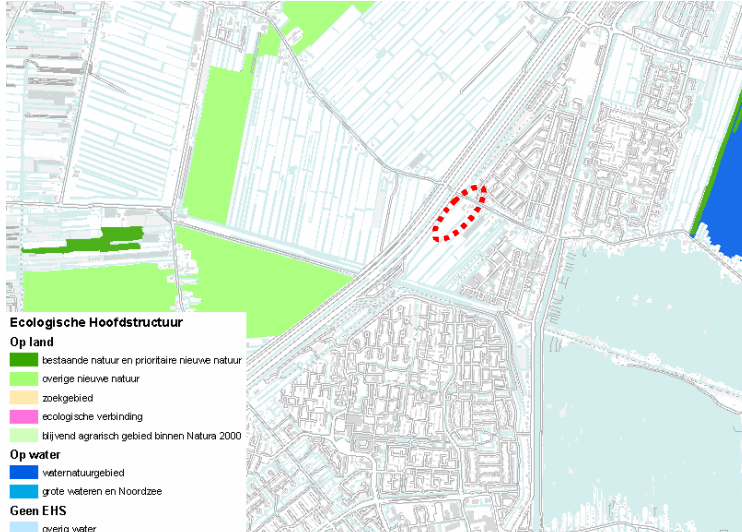 Ecologische Hoofdstructuur
Op land
bestaande natuur en prioritaire nieuwe natuur
overige nieuwe natuur
zoekgebied
ecologische verbinding
blijvend agrarisch gebied binnen Natura 2000
Op water
waternatuurgebied
grote wateren en Noordzee
Geen EHS
overig water